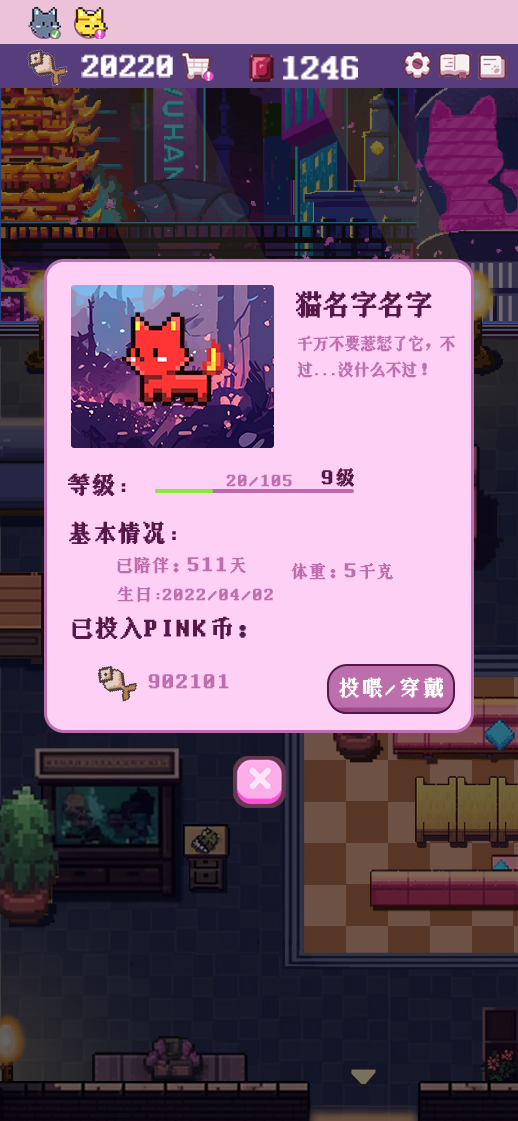 20220
1246
WUHAN
猫名字名字
千万不要惹怒了它，不
过...没什么不过！
等级：
20/105
9级
基本情况：
已陪伴：511天
体重：5千克
生日:2022/04/02
已投入PINK币：
902101
投喂/穿戴